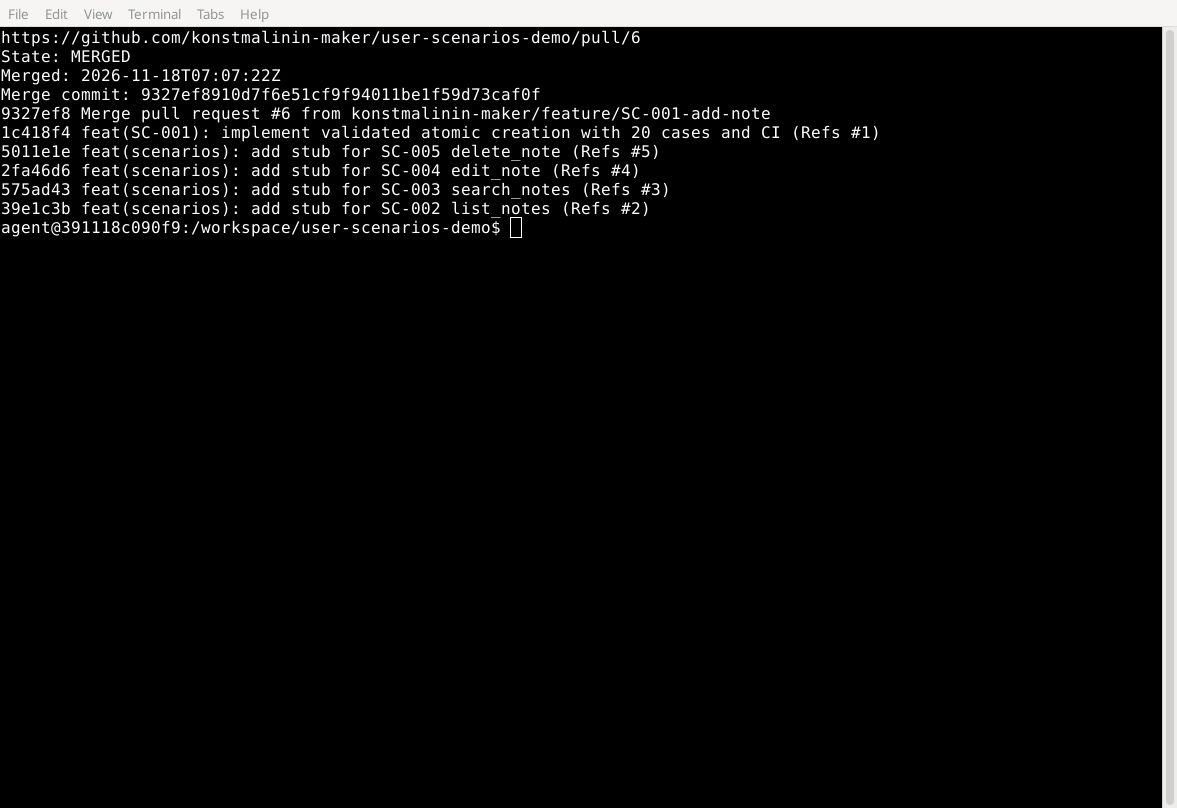 File Edit View Terminal Tabs Help
https://github.com/konstmalinin-maker/user-scenarios-demo/pull/6
State: MERGED
Merged: 2026-11-18T07:07:22Z
Merge commit: 9327ef8910d7f6e51cf9f94011be1f59d73caf0f
9327ef8 Merge pull request #6 from konstmalinin-maker/feature/SC-001-add-note
1c418f4 feat(SC-001): implement validated atomic creation with 20 cases and CI (Refs #1)
5011e1e feat(scenarios): add stub for SC-005 delete_note (Refs #5)
2fa46d6 feat(scenarios): add stub for SC-004 edit_note (Refs #4)
575ad43 feat(scenarios): add stub for SC-003 search_notes (Refs #3)
39e1c3b feat(scenarios): add stub for SC-002 list_notes (Refs #2)
agent@391118c090f9:/workspace/user-scenarios-demo$